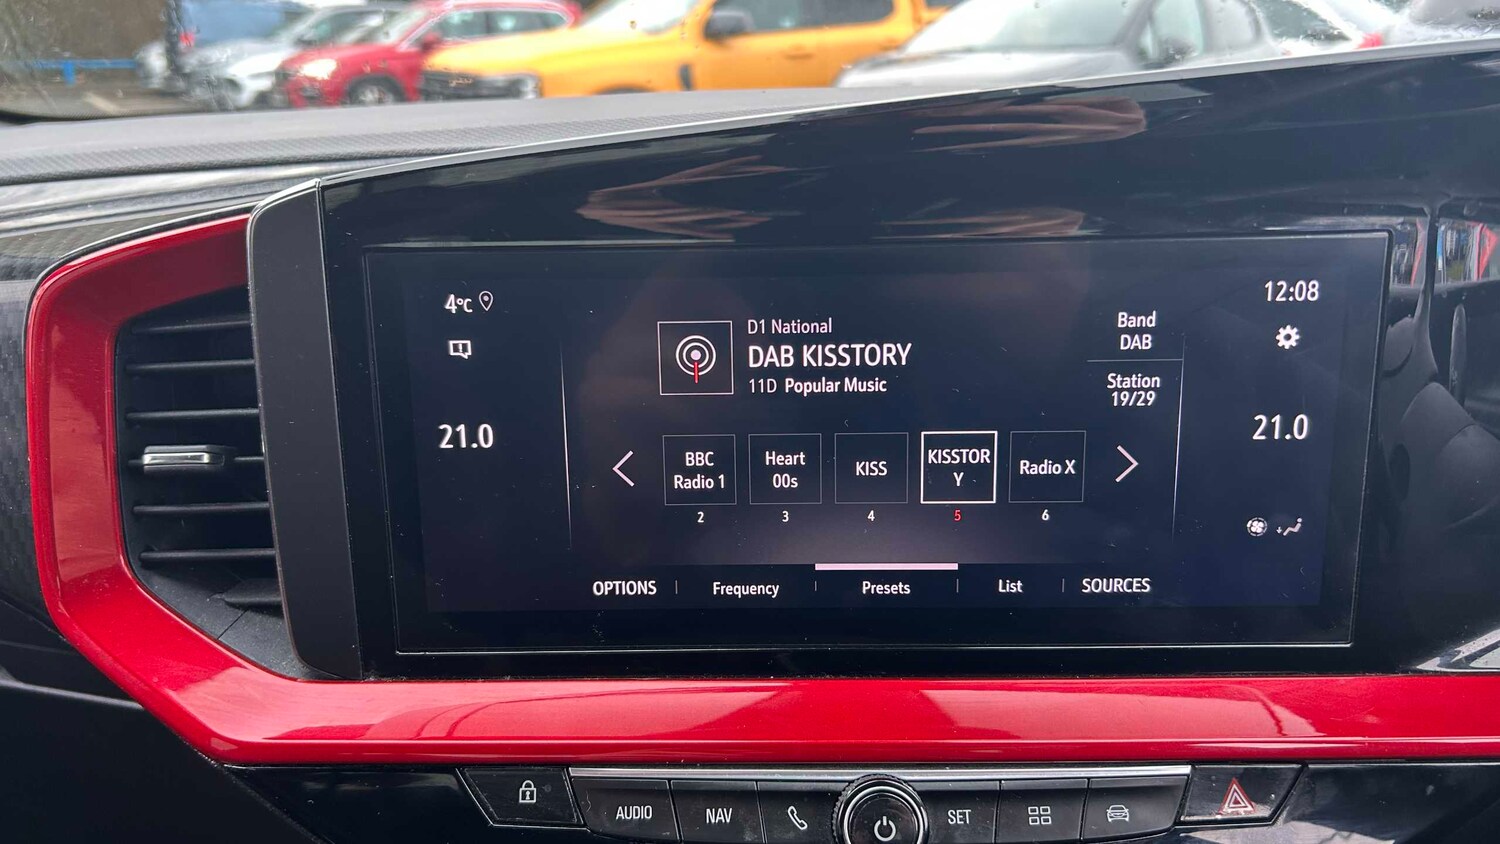 4°C
12:08
D1 National
DAB KISSTORY
11D Popular Music
Band
DAB
Station
19/29
21.0
21.0
BBC
Radio 1
Heart
00s
KISS
KISSTOR
Y
Radio X
2
3
4
5
6
OPTIONS
Frequency
Presets
List
SOURCES
AUDIO
NAV
SET